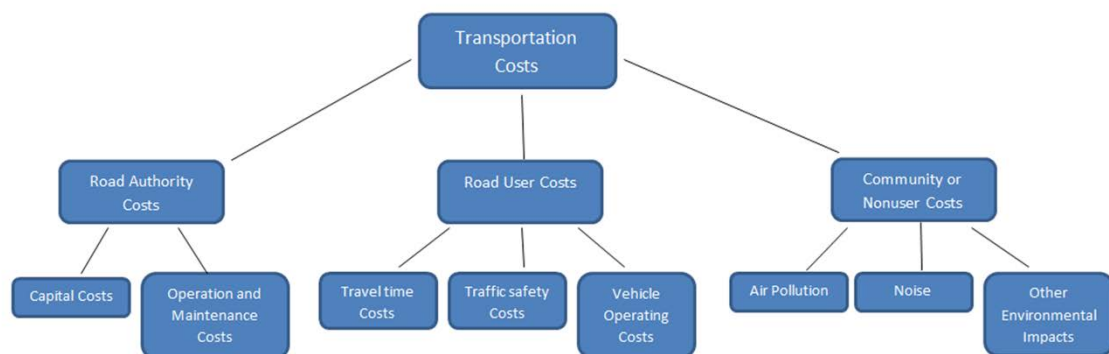 Transportation
Costs
Road Authority
Costs
Road User Costs
Community or
Nonuser Costs
Capital Costs
Operation and
Maintenance
Costs
Travel time
Costs
Traffic safety
Costs
Vehicle
Operating
Costs
Air Pollution
Noise
Other
Environmental
Impacts